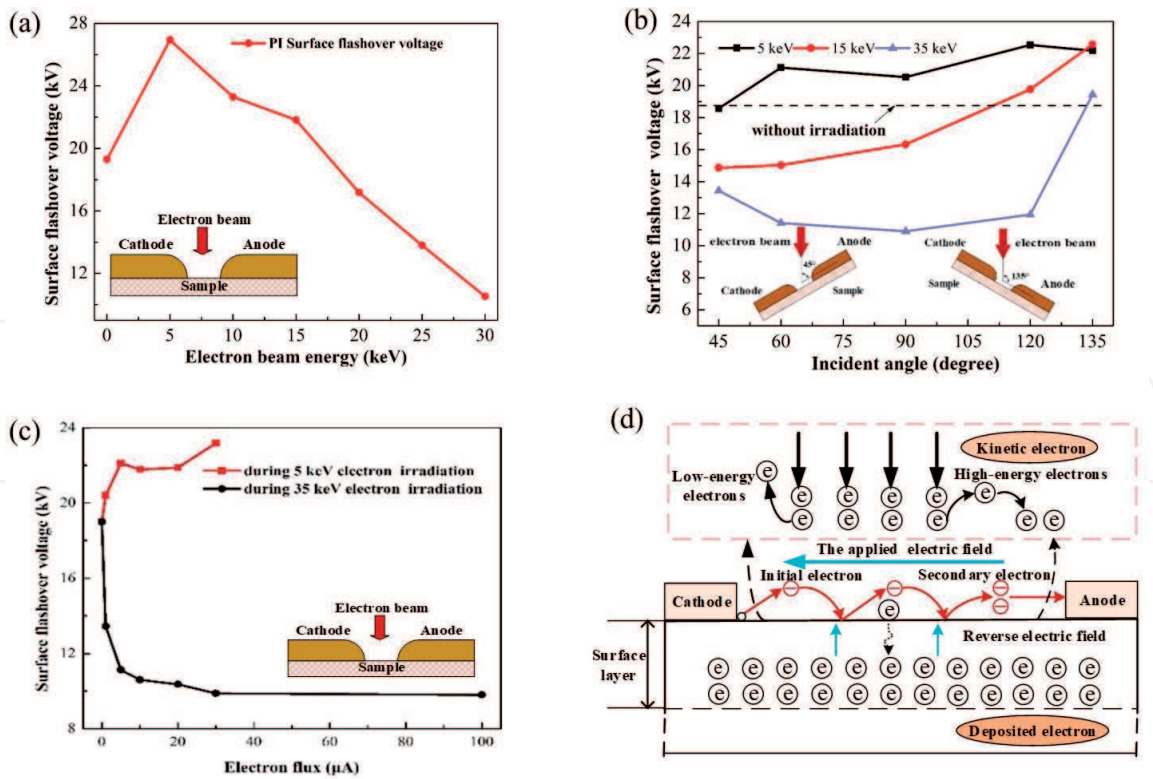 (a)
28
24
20
16
12
Surface flashover voltage (kV)
PI Surface flashover voltage
Electron beam
Cathode
Anode
Sample
0
5
10
15
20
25
30
Electron beam energy (keV)
(b)
24
22
20
18
16
14
12
10
8
6
Surface flashover voltage (kV)
5 keV
15 keV
35 keV
without irradiation
electron beam
Anode
45°
Cathode
Sample
Cathode
electron beam
135°
Sample
Anode
45
60
75
90
105
120
135
Incident angle (degree)
(c)
24
20
16
12
8
Surface flashover voltage (kV)
during 5 keV electron irradiation
during 35 keV electron irradiation
Electron beam
Cathode
Anode
Sample
0
20
40
60
80
100
Electron flux (μA)
(d)
Kinetic electron
Low-energy
electrons
High-energy electrons
e
e e e e e
e e e e e e
The applied electric field
Initial electron
Secondary electron
Cathode
Anode
e
Reverse electric field
Surface
layer
e e e e e e e e e e e
e e e e e e e e e e e
Deposited electron